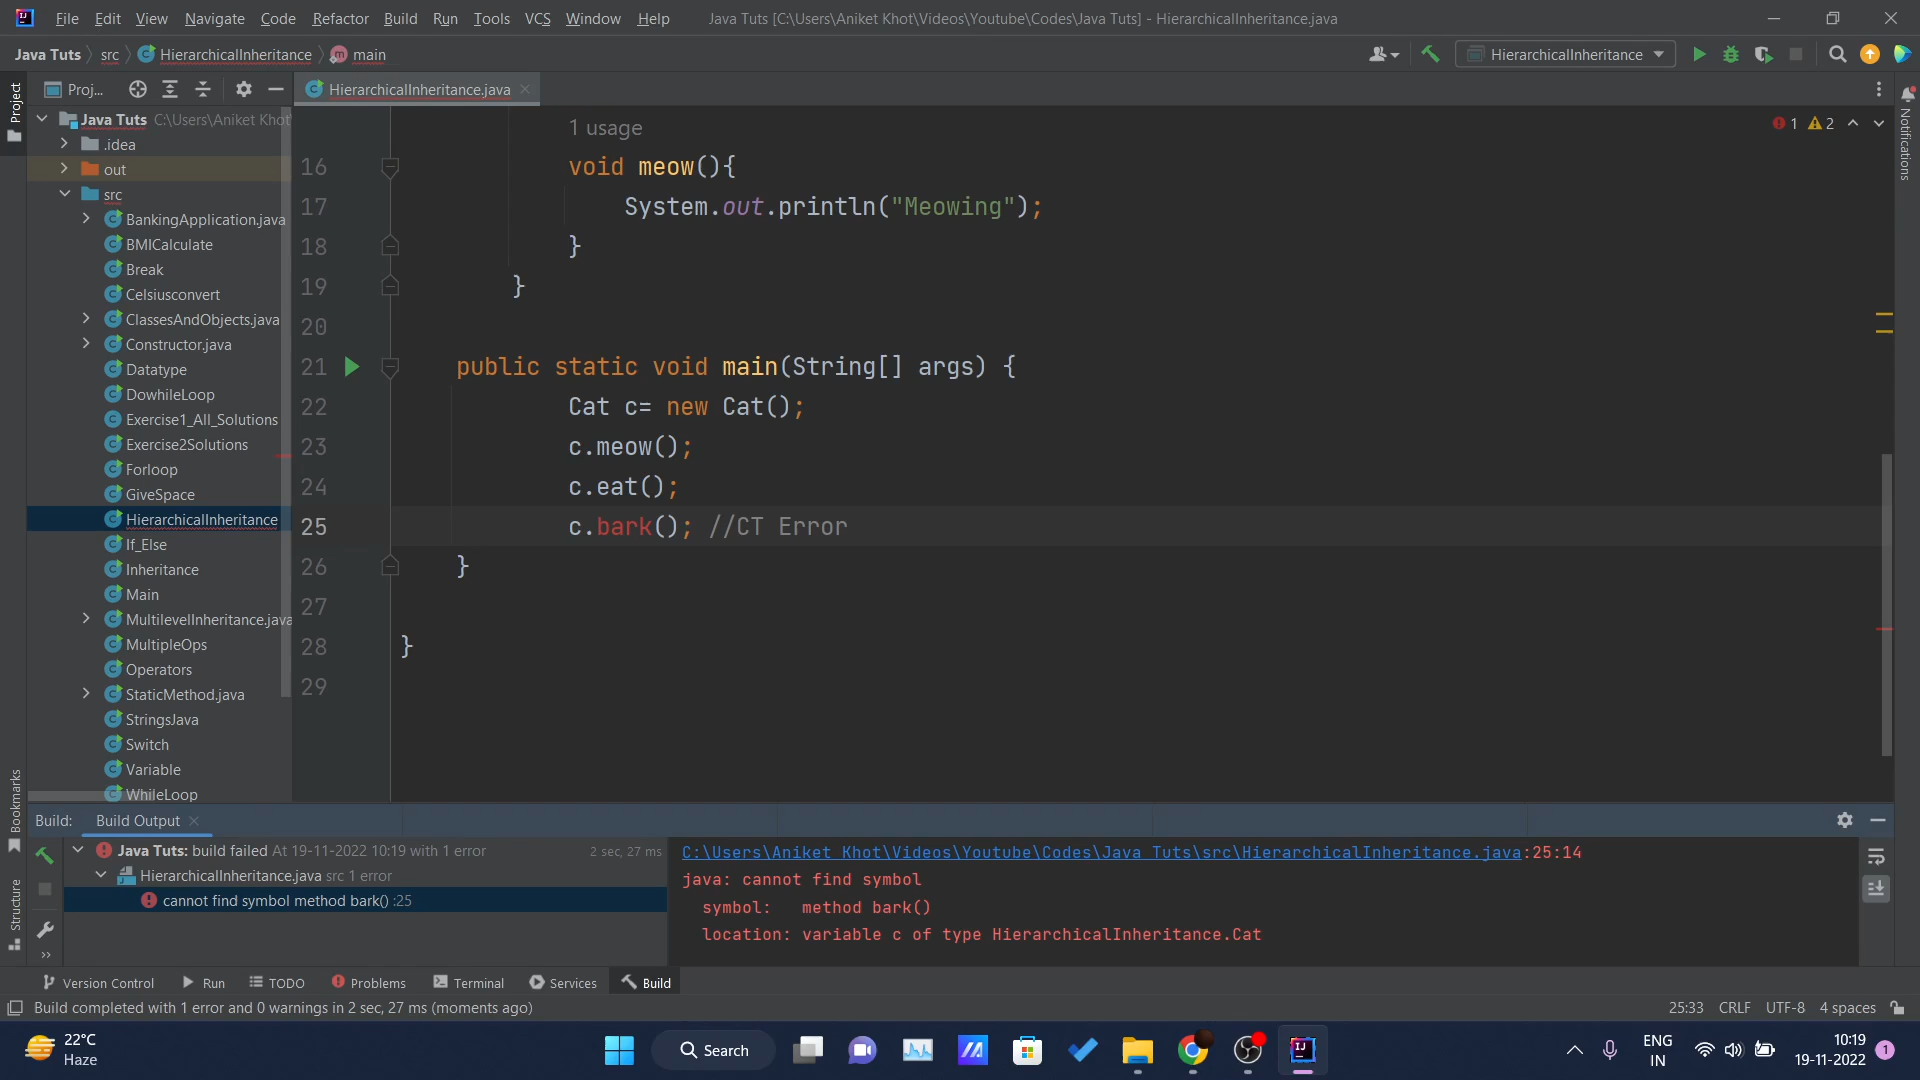 File Edit View Navigate Code Refactor Build Run Tools VCS Window Help Java Tuts [C:\Users\Aniket Khot\Videos\Youtube\Codes\Java Tuts] - HierarchicalInheritance.java
Java Tuts src HierarchicalInheritance main HierarchicalInheritance
Project Proj... HierarchicalInheritance.java
Java Tuts C:\Users\Aniket Khot\
.idea
out
src
BankingApplication.java
BMICalculate
Break
Celsiusconvert
ClassesAndObjects.java
Constructor.java
Datatype
DowhileLoop
Exercise1_All_Solutions
Exercise2Solutions
Forloop
GiveSpace
HierarchicalInheritance
If_Else
Inheritance
Main
MultilevelInheritance.java
MultipleOps
Operators
StaticMethod.java
StringsJava
Switch
Variable
WhileLoop
1 usage
1 2
16 void meow(){
17 System.out.println("Meowing");
18 }
19 }
20
21 public static void main(String[] args) {
22 Cat c= new Cat();
23 c.meow();
24 c.eat();
25 c.bark(); //CT Error
26 }
27
28 }
29
Notifications
Bookmarks
Structure
Build: Build Output
Java Tuts: build failed At 19-11-2022 10:19 with 1 error 2 sec, 27 ms
HierarchicalInheritance.java src 1 error
cannot find symbol method bark() :25
C:\Users\Aniket Khot\Videos\Youtube\Codes\Java Tuts\src\HierarchicalInheritance.java:25:14
java: cannot find symbol
symbol: method bark()
location: variable c of type HierarchicalInheritance.Cat
Version Control Run TODO Problems Terminal Services Build
Build completed with 1 error and 0 warnings in 2 sec, 27 ms (moments ago) 25:33 CRLF UTF-8 4 spaces
22°C
Haze
Search
ENG
IN
10:19
19-11-2022
1